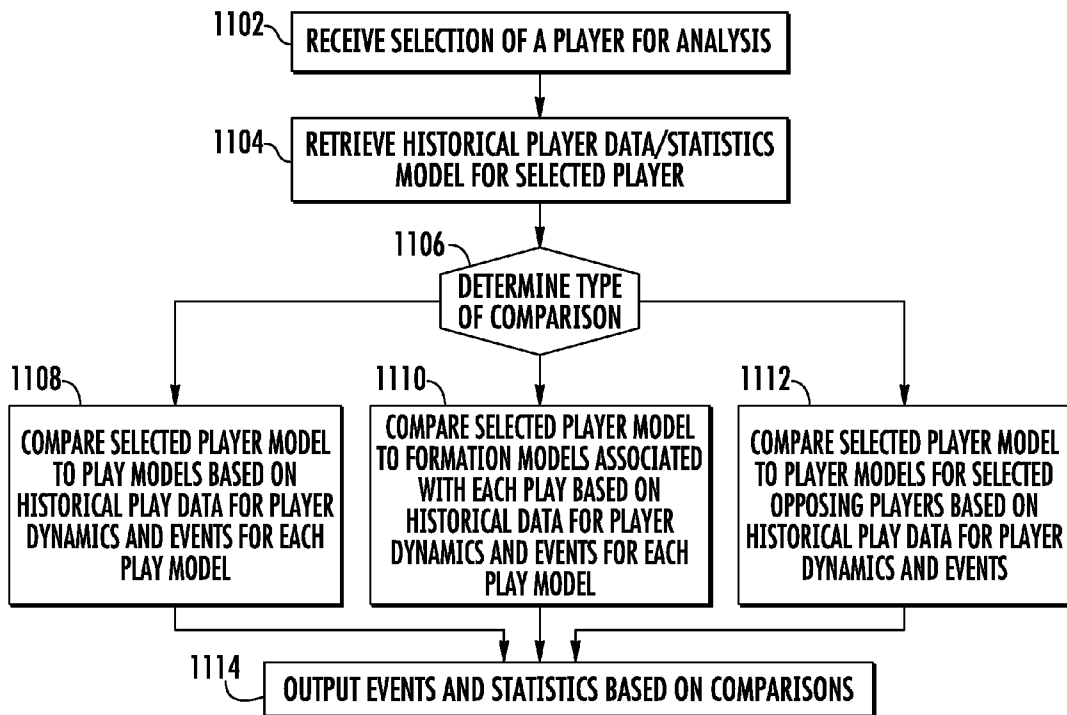 1102
RECEIVE SELECTION OF A PLAYER FOR ANALYSIS
1104
RETRIEVE HISTORICAL PLAYER DATA/STATISTICS
MODEL FOR SELECTED PLAYER
1106
DETERMINE TYPE
OF COMPARISON
1108
COMPARE SELECTED PLAYER MODEL
TO PLAY MODELS BASED ON
HISTORICAL PLAY DATA FOR PLAYER
DYNAMICS AND EVENTS FOR EACH
PLAY MODEL
1110
COMPARE SELECTED PLAYER MODEL
TO FORMATION MODELS ASSOCIATED
WITH EACH PLAY BASED ON
HISTORICAL DATA FOR PLAYER
DYNAMICS AND EVENTS FOR EACH
PLAY MODEL
1112
COMPARE SELECTED PLAYER MODEL
TO PLAYER MODELS FOR SELECTED
OPPOSING PLAYERS BASED ON
HISTORICAL PLAY DATA FOR PLAYER
DYNAMICS AND EVENTS
1114
OUTPUT EVENTS AND STATISTICS BASED ON COMPARISONS